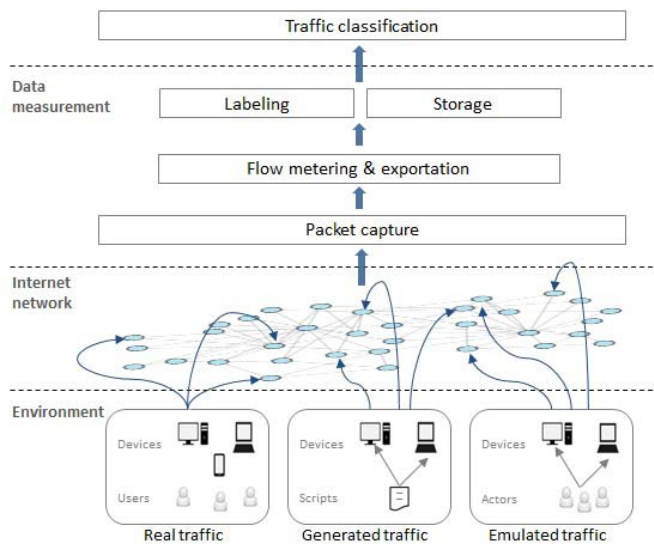 Traffic classification
Data
measurement
Labeling
Storage
Flow metering & exportation
Packet capture
Internet
network
Environment
Devices
Users
Real traffic
Devices
Scripts
Generated traffic
Devices
Actors
Emulated traffic